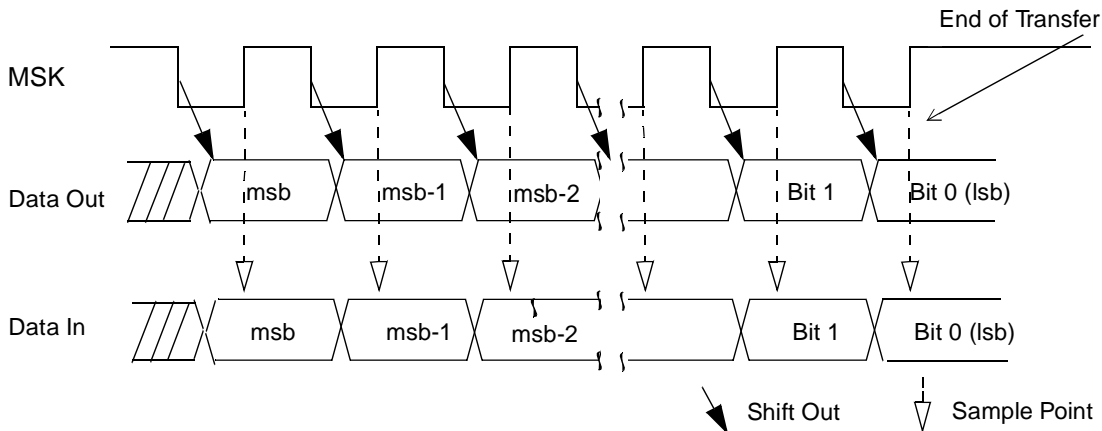 End of Transfer
MSK
Data Out
msb
msb-1
msb-2
Bit 1
Bit 0 (lsb)
Data In
msb
msb-1
msb-2
Bit 1
Bit 0 (lsb)
Shift Out
Sample Point